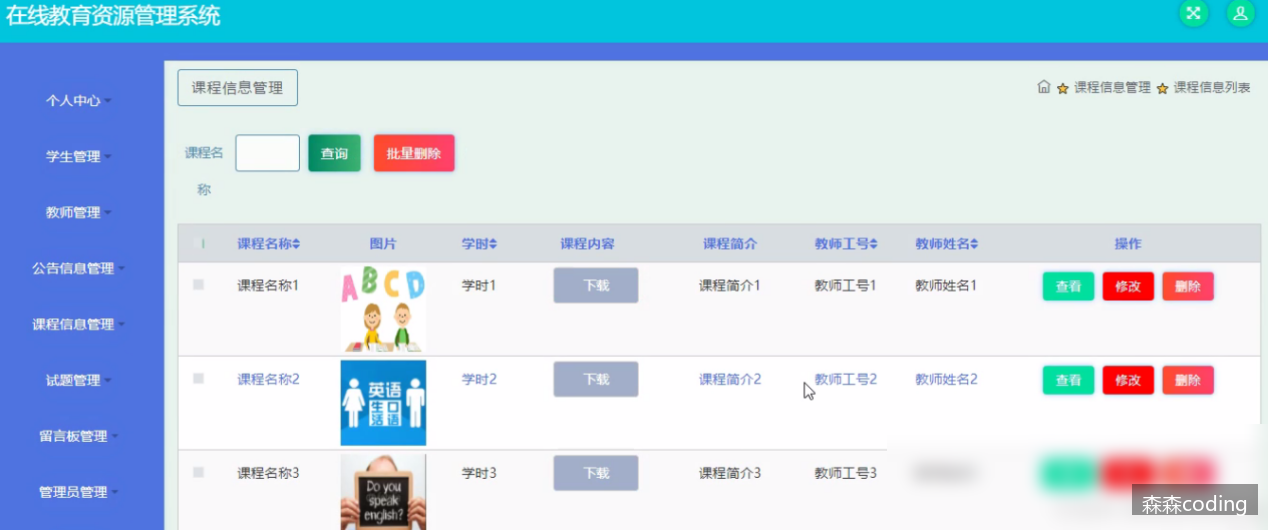 在线教育资源管理系统
个人中心
学生管理
教师管理
公告信息管理
课程信息管理
试题管理
留言板管理
管理员管理
课程信息管理
课程信息管理 课程信息列表
课程名
称
查询 批量删除
课程名称 图片 学时 课程内容 课程简介 教师工号 教师姓名 操作
课程名称1 ABCD 学时1 下载 课程简介1 教师工号1 教师姓名1 查看 修改 删除
课程名称2 学时2 下载 课程简介2 教师工号2 教师姓名2 查看 修改 删除
英语
生口
活语
课程名称3 学时3 下载 课程简介3 教师工号3
Do you
speak
english?
森森coding